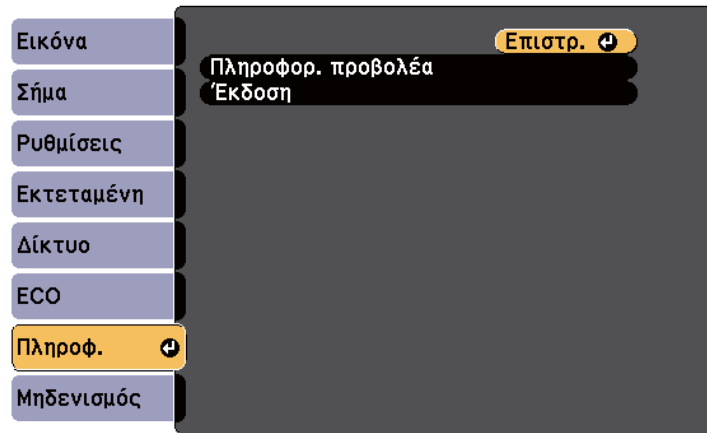 Εικόνα
Σήμα
Ρυθμίσεις
Εκτεταμένη
Δίκτυο
ECO
Πληροφ.
Μηδενισμός
Επιστρ.
Πληροφορ. προβολέα
Έκδοση